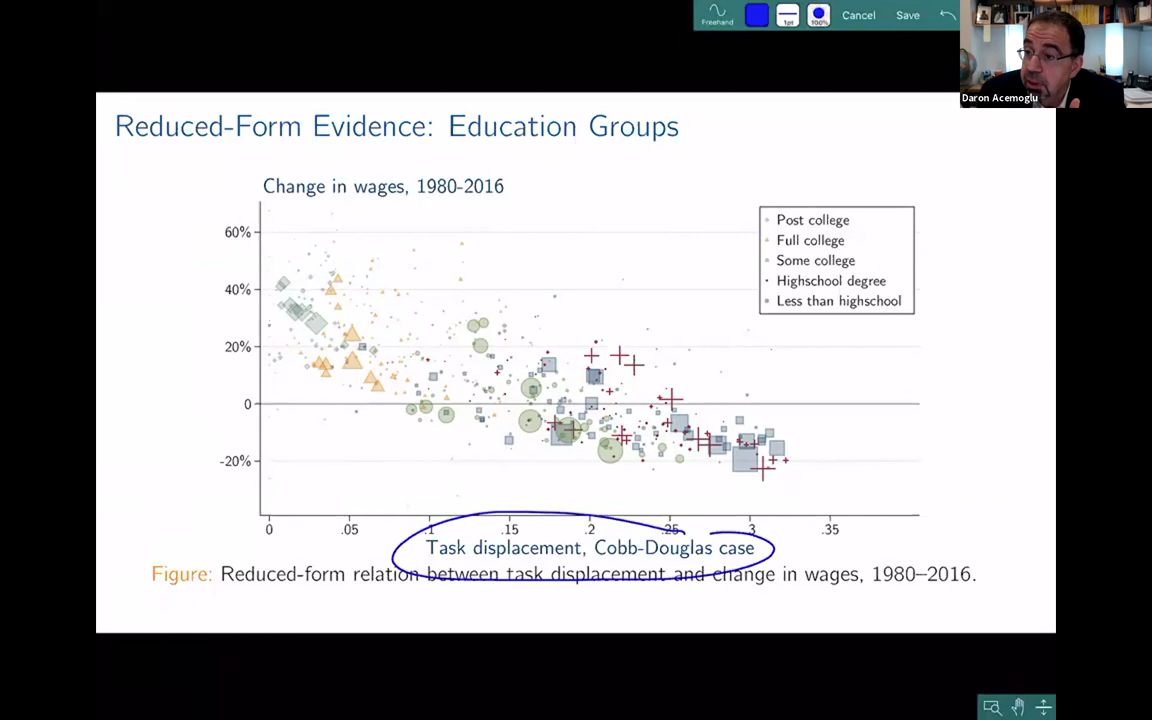 Freehand
1pt
100%
Cancel
Save
Daron Acemoglu
Reduced-Form Evidence: Education Groups
Change in wages, 1980-2016
60%
40%
20%
0
-20%
Post college
Full college
Some college
Highschool degree
Less than highschool
0 .05 .1 .15 .2 .25 .3 .35
Task displacement, Cobb-Douglas case
Figure: Reduced-form relation between task displacement and change in wages, 1980–2016.